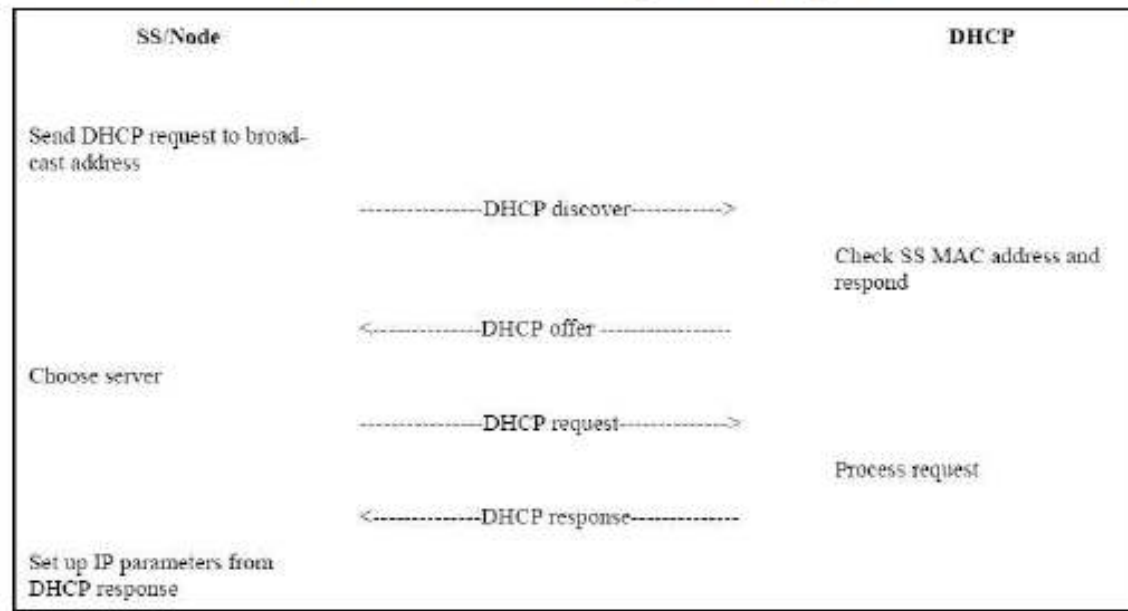 SS/Node DHCP
Send DHCP request to broad-
cast address
----------------DHCP discover------------>
Check SS MAC address and
respond
<--------------DHCP offer -----------------
Choose server
----------------DHCP request-------------->
Process request
<--------------DHCP response--------------
Set up IP parameters from
DHCP response